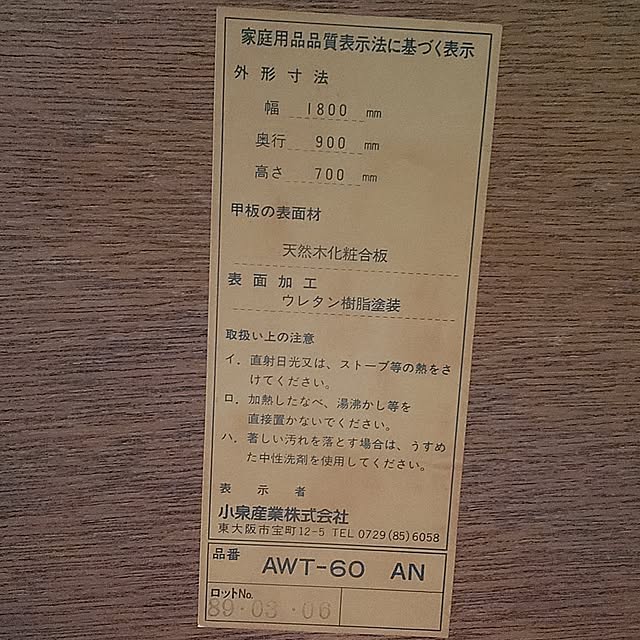 家庭用品品質表示法に基づく表示
外形寸法
幅 1800 mm
奥行 900 mm
高さ 700 mm
甲板の表面材
天然木化粧合板
表面加工
ウレタン樹脂塗装
取扱い上の注意
イ. 直射日光又は、ストーブ等の熱をさ
けてください。
ロ. 加熱したなべ、湯沸かし等を
直接置かないでください。
ハ. 著しい汚れを落とす場合は、うすめ
た中性洗剤を使用してください。
表示者
小泉産業株式会社
東大阪市宝町12-5 TEL 0729(85)6058
品番 AWT-60 AN
ロットNo.
89・03・06